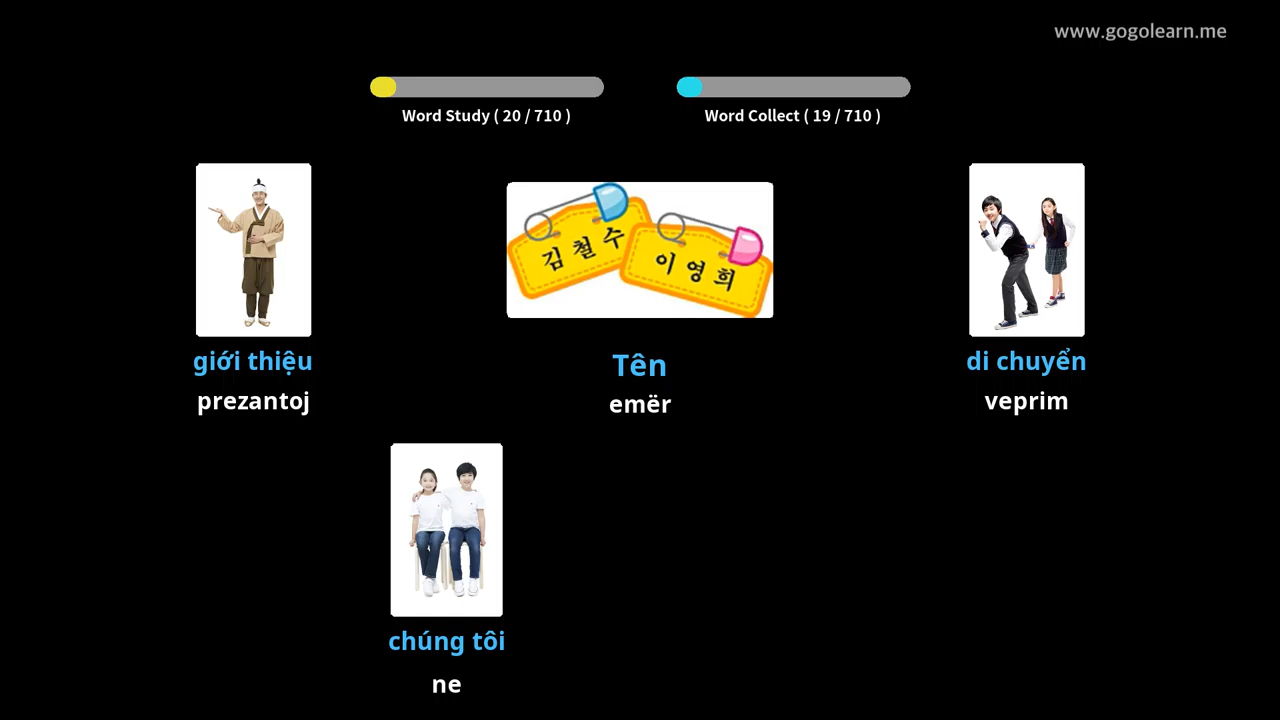 www.gogolearn.me
Word Study ( 20 / 710 )
Word Collect ( 19 / 710 )
김철수
이영희
giới thiệu
prezantoj
Tên
emër
di chuyển
veprim
chúng tôi
ne